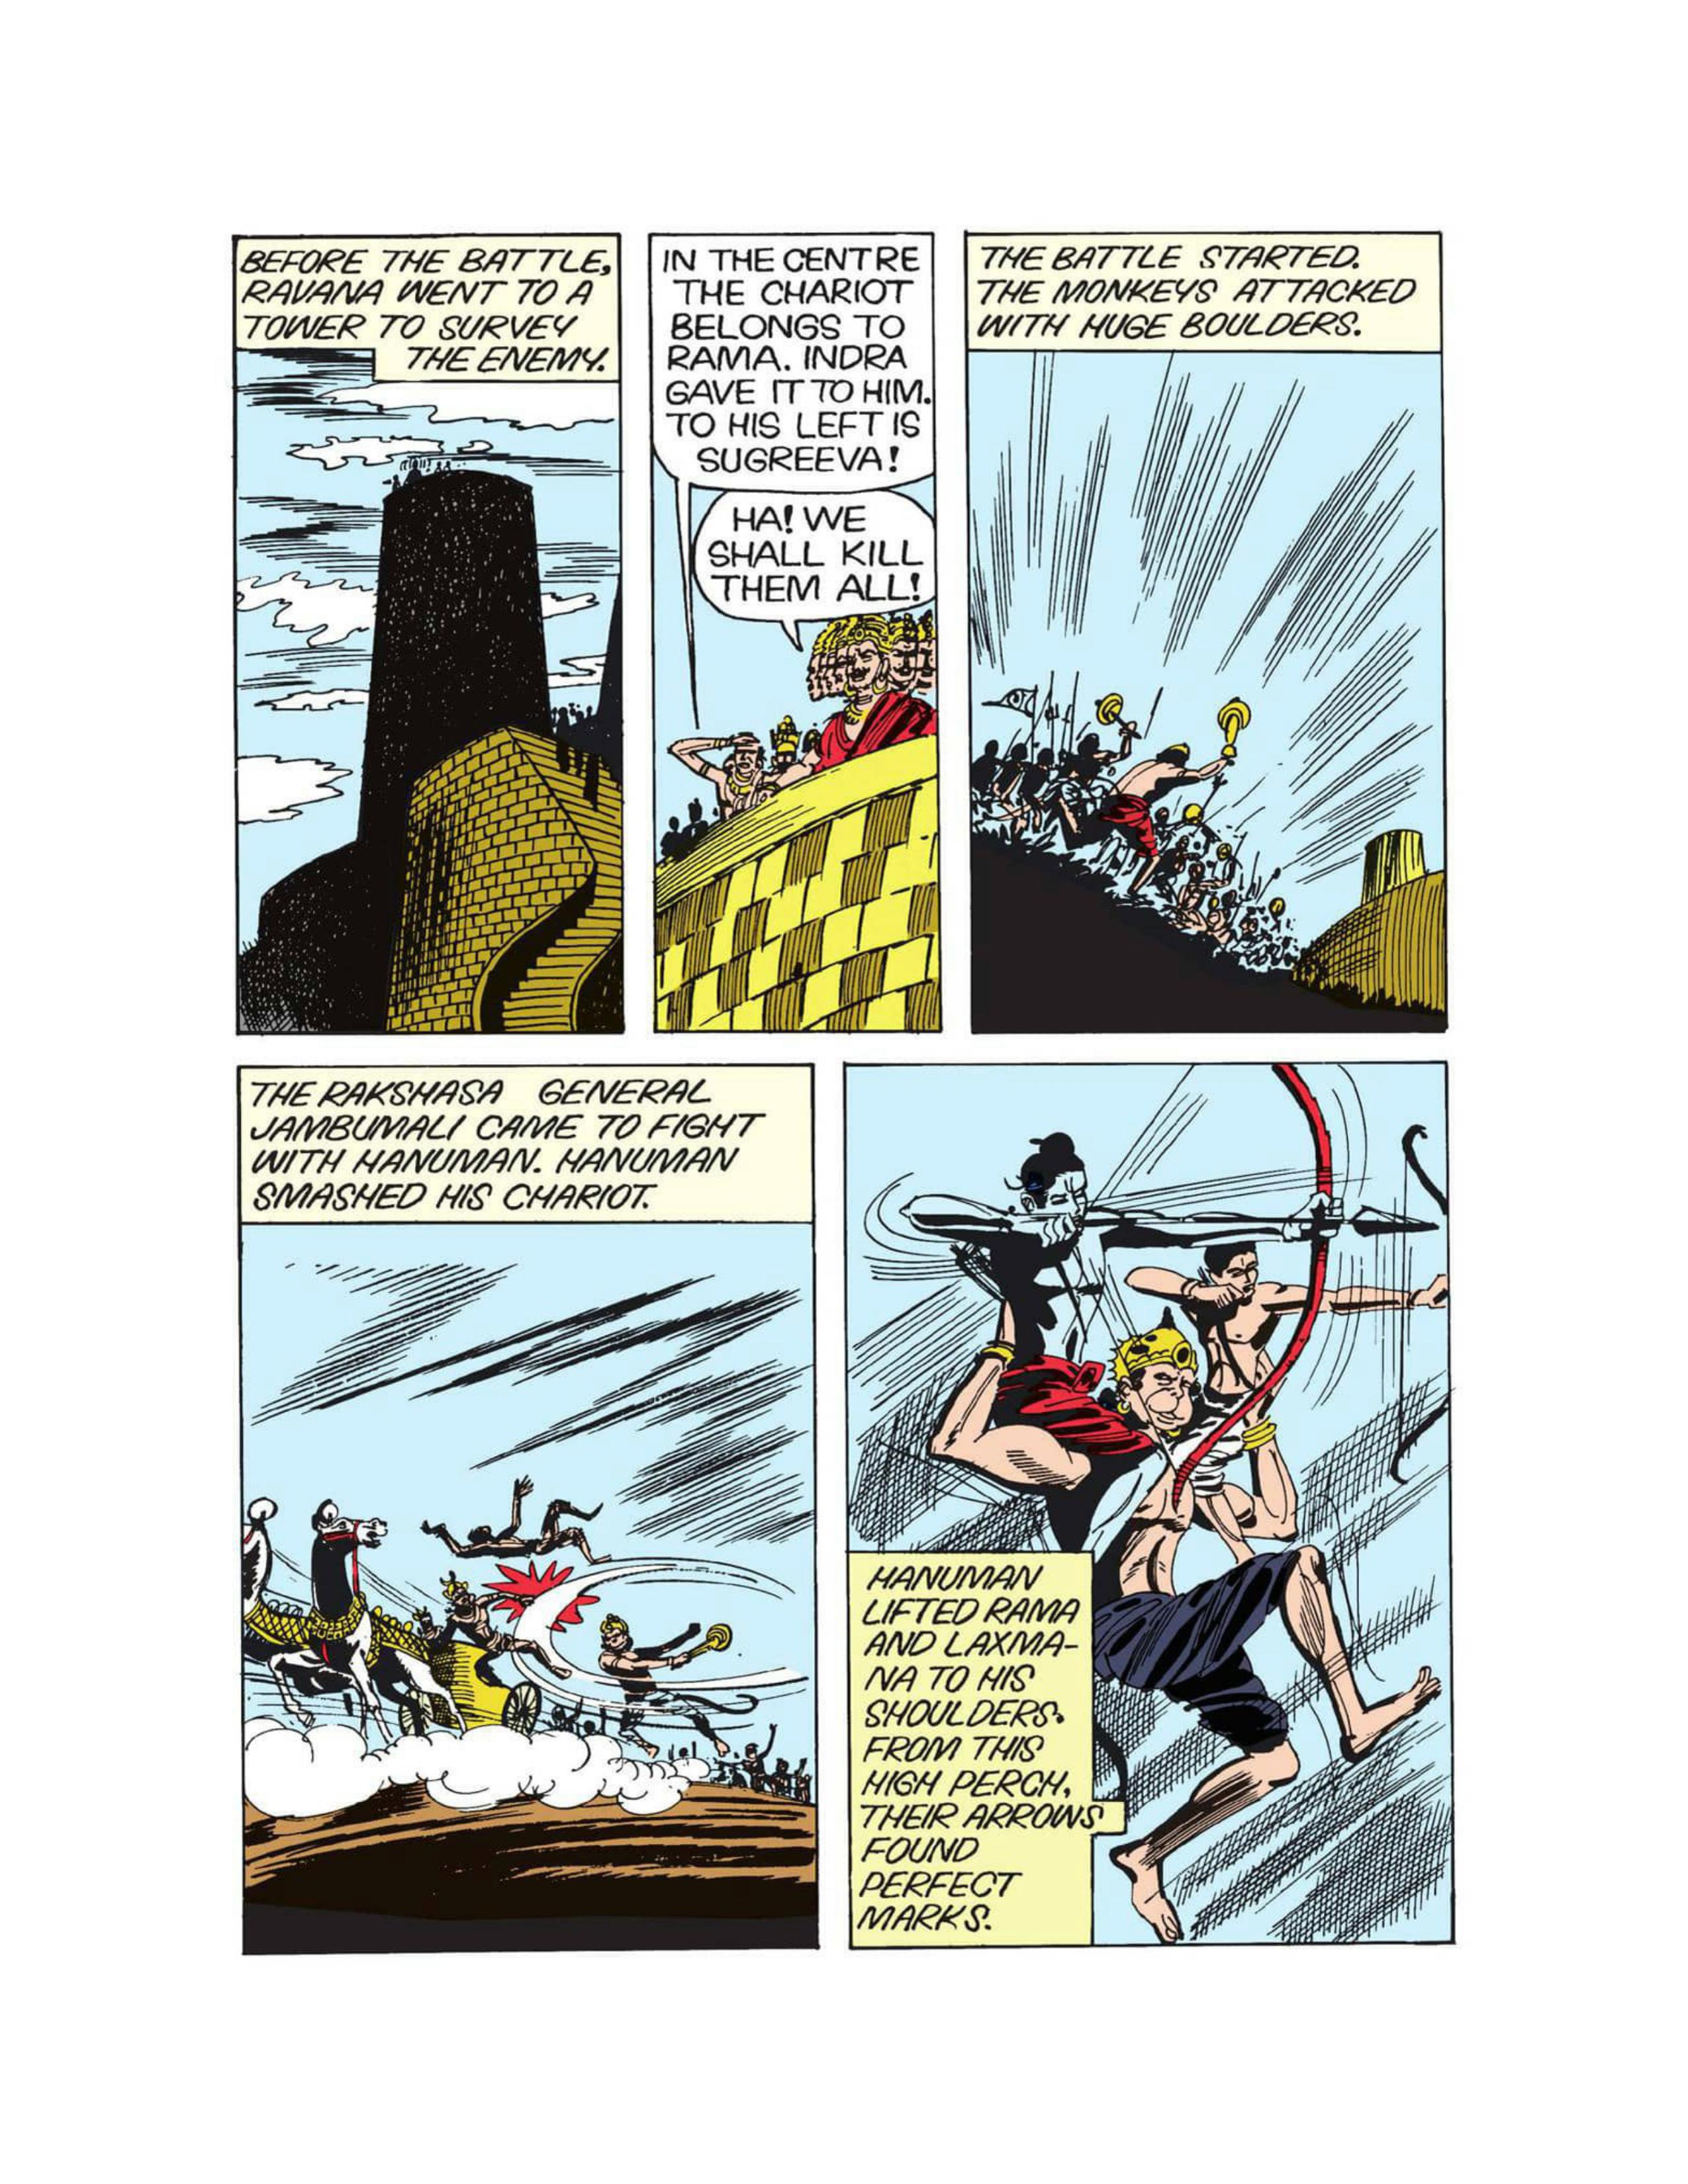 BEFORE THE BATTLE,
RAVANA WENT TO A
TOWER TO SURVEY
THE ENEMY.
IN THE CENTRE
THE CHARIOT
BELONGS TO
RAMA. INDRA
GAVE IT TO HIM.
TO HIS LEFT IS
SUGREEVA!
HA! WE
SHALL KILL
THEM ALL!
THE BATTLE STARTED.
THE MONKEYS ATTACKED
WITH HUGE BOULDERS.
THE RAKSHASA GENERAL
JAMBUMALI CAME TO FIGHT
WITH HANUMAN. HANUMAN
SMASHED HIS CHARIOT.
HANUMAN
LIFTED RAMA
AND LAXMA-
NA TO HIS
SHOULDERS.
FROM THIS
HIGH PERCH,
THEIR ARROWS
FOUND
PERFECT
MARKS.